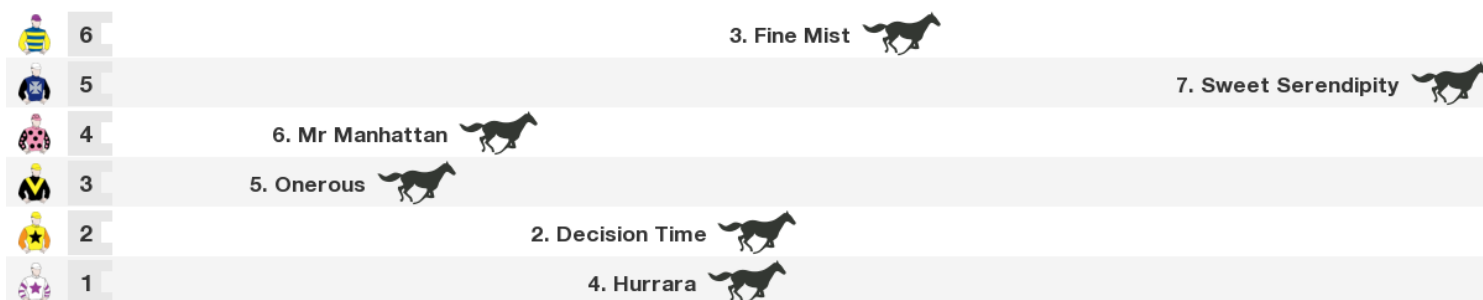 6 3. Fine Mist
5 7. Sweet Serendipity
4 6. Mr Manhattan
3 5. Onerous
2 2. Decision Time
1 4. Hurrara